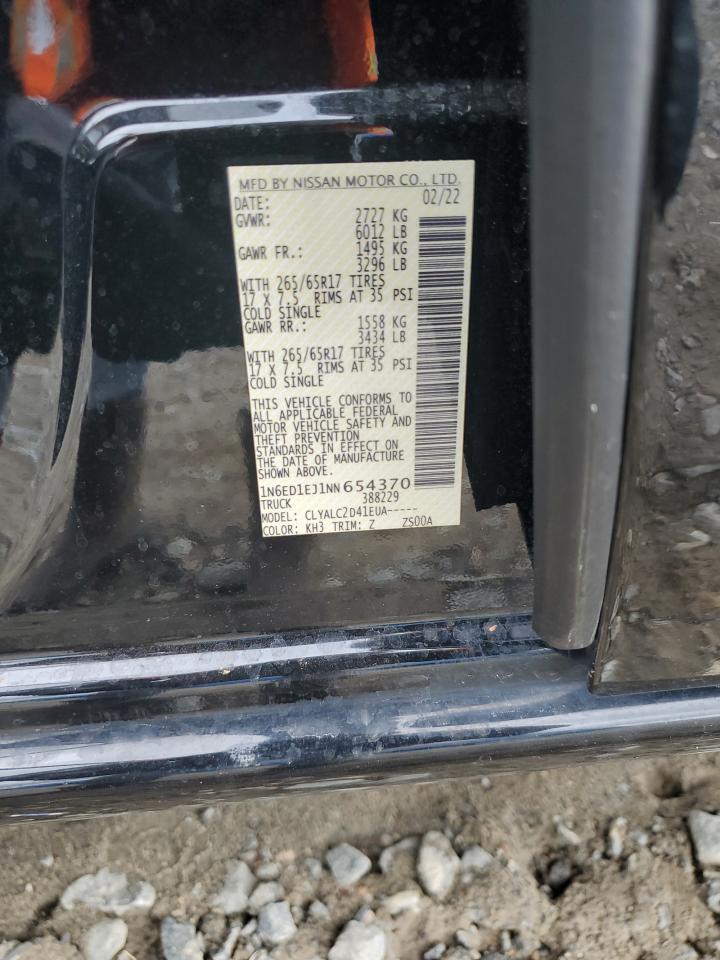 MFD BY NISSAN MOTOR CO., LTD.
DATE: 02/22
GVWR: 2727 KG
6012 LB
GAWR FR.: 1495 KG
3296 LB
WITH 265/65R17 TIRES
17 X 7.5 RIMS AT 35 PSI
COLD SINGLE
GAWR RR.: 1558 KG
3434 LB
WITH 265/65R17 TIRES
17 X 7.5 RIMS AT 35 PSI
COLD SINGLE
THIS VEHICLE CONFORMS TO
ALL APPLICABLE FEDERAL
MOTOR VEHICLE SAFETY AND
THEFT PREVENTION
STANDARDS IN EFFECT ON
THE DATE OF MANUFACTURE
SHOWN ABOVE.
1N6ED1EJ1NN654370
TRUCK 388229
MODEL: CLYALC2D41EUA-----
COLOR: KH3 TRIM: Z ZS00A